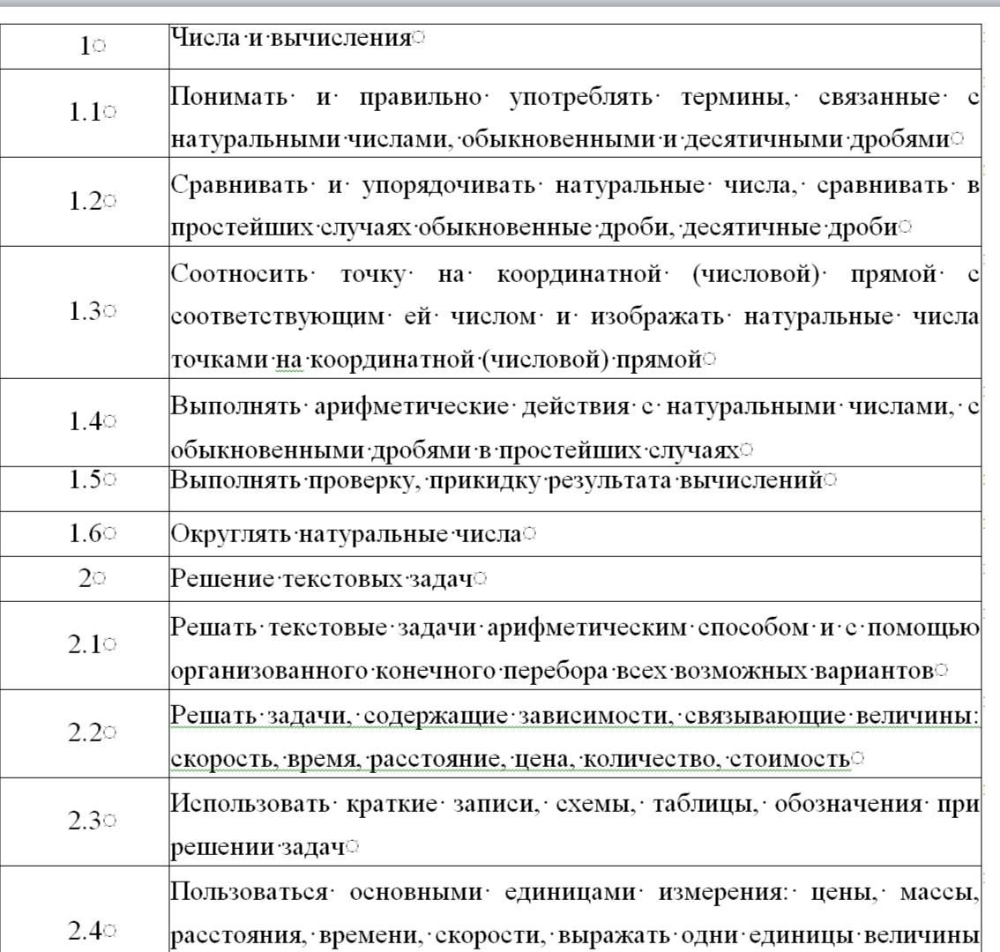 1
Числа и вычисления
1.1
Понимать и правильно употреблять термины, связанные с
натуральными числами, обыкновенными и десятичными дробями
1.2
Сравнивать и упорядочивать натуральные числа, сравнивать в
простейших случаях обыкновенные дроби, десятичные дроби
1.3
Соотносить точку на координатной (числовой) прямой с
соответствующим ей числом и изображать натуральные числа
точками на координатной (числовой) прямой
1.4
Выполнять арифметические действия с натуральными числами, с
обыкновенными дробями в простейших случаях
1.5
Выполнять проверку, прикидку результата вычислений
1.6
Округлять натуральные числа
2
Решение текстовых задач
2.1
Решать текстовые задачи арифметическим способом и с помощью
организованного конечного перебора всех возможных вариантов
2.2
Решать задачи, содержащие зависимости, связывающие величины:
скорость, время, расстояние, цена, количество, стоимость
2.3
Использовать краткие записи, схемы, таблицы, обозначения при
решении задач
2.4
Пользоваться основными единицами измерения: цены, массы,
расстояния, времени, скорости, выражать одни единицы величины